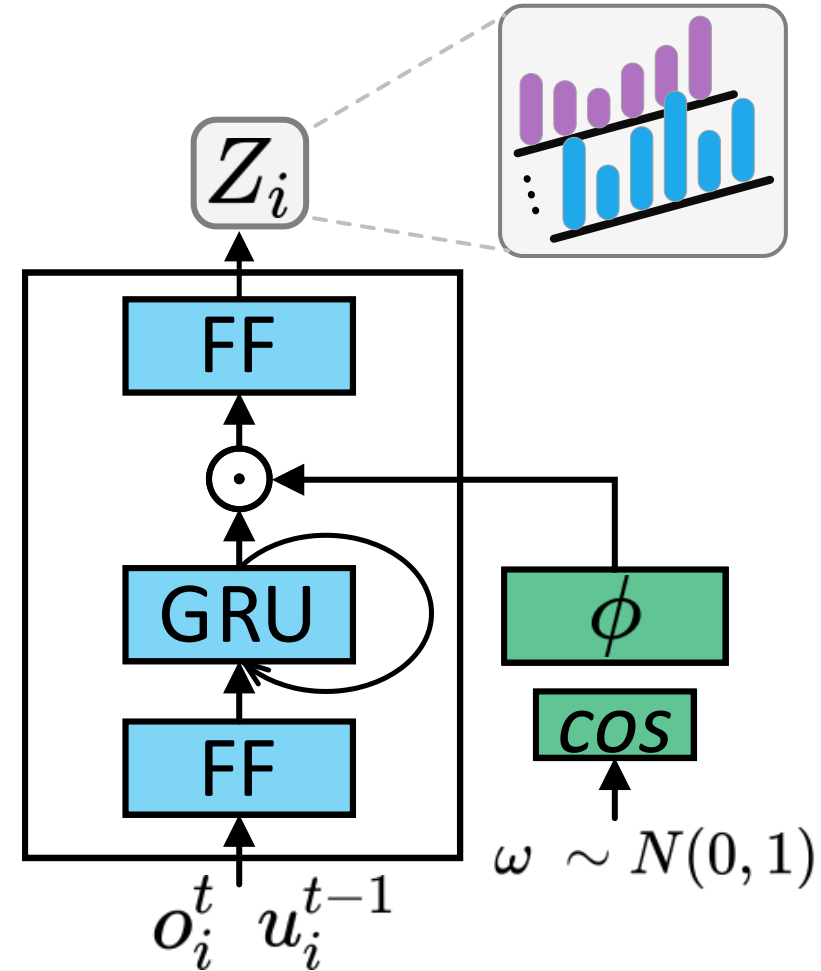 Z_i
FF
⊙
GRU
ϕ
FF
cos
ω ∼ N(0, 1)
o_i^t u_i^{t−1}